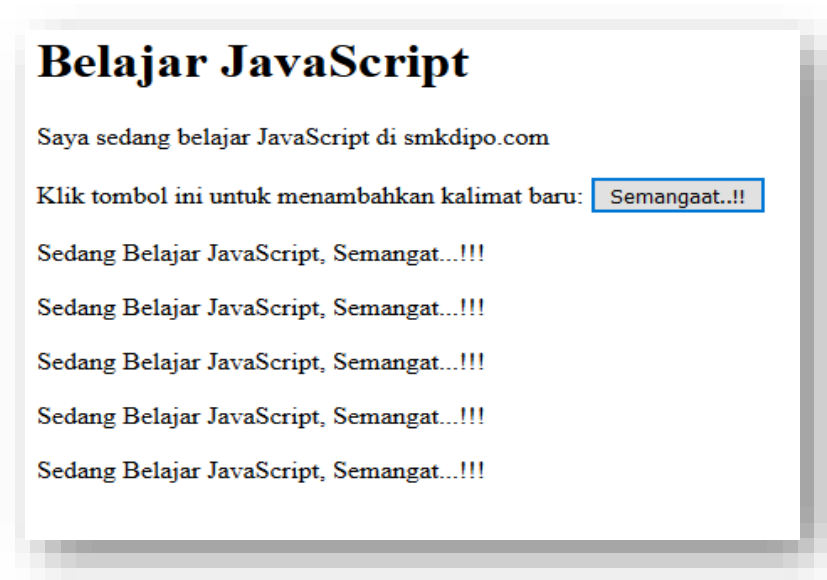 Belajar JavaScript
Saya sedang belajar JavaScript di smkdipo.com
Klik tombol ini untuk menambahkan kalimat baru: Semangaat..!!
Sedang Belajar JavaScript, Semangat...!!!
Sedang Belajar JavaScript, Semangat...!!!
Sedang Belajar JavaScript, Semangat...!!!
Sedang Belajar JavaScript, Semangat...!!!
Sedang Belajar JavaScript, Semangat...!!!